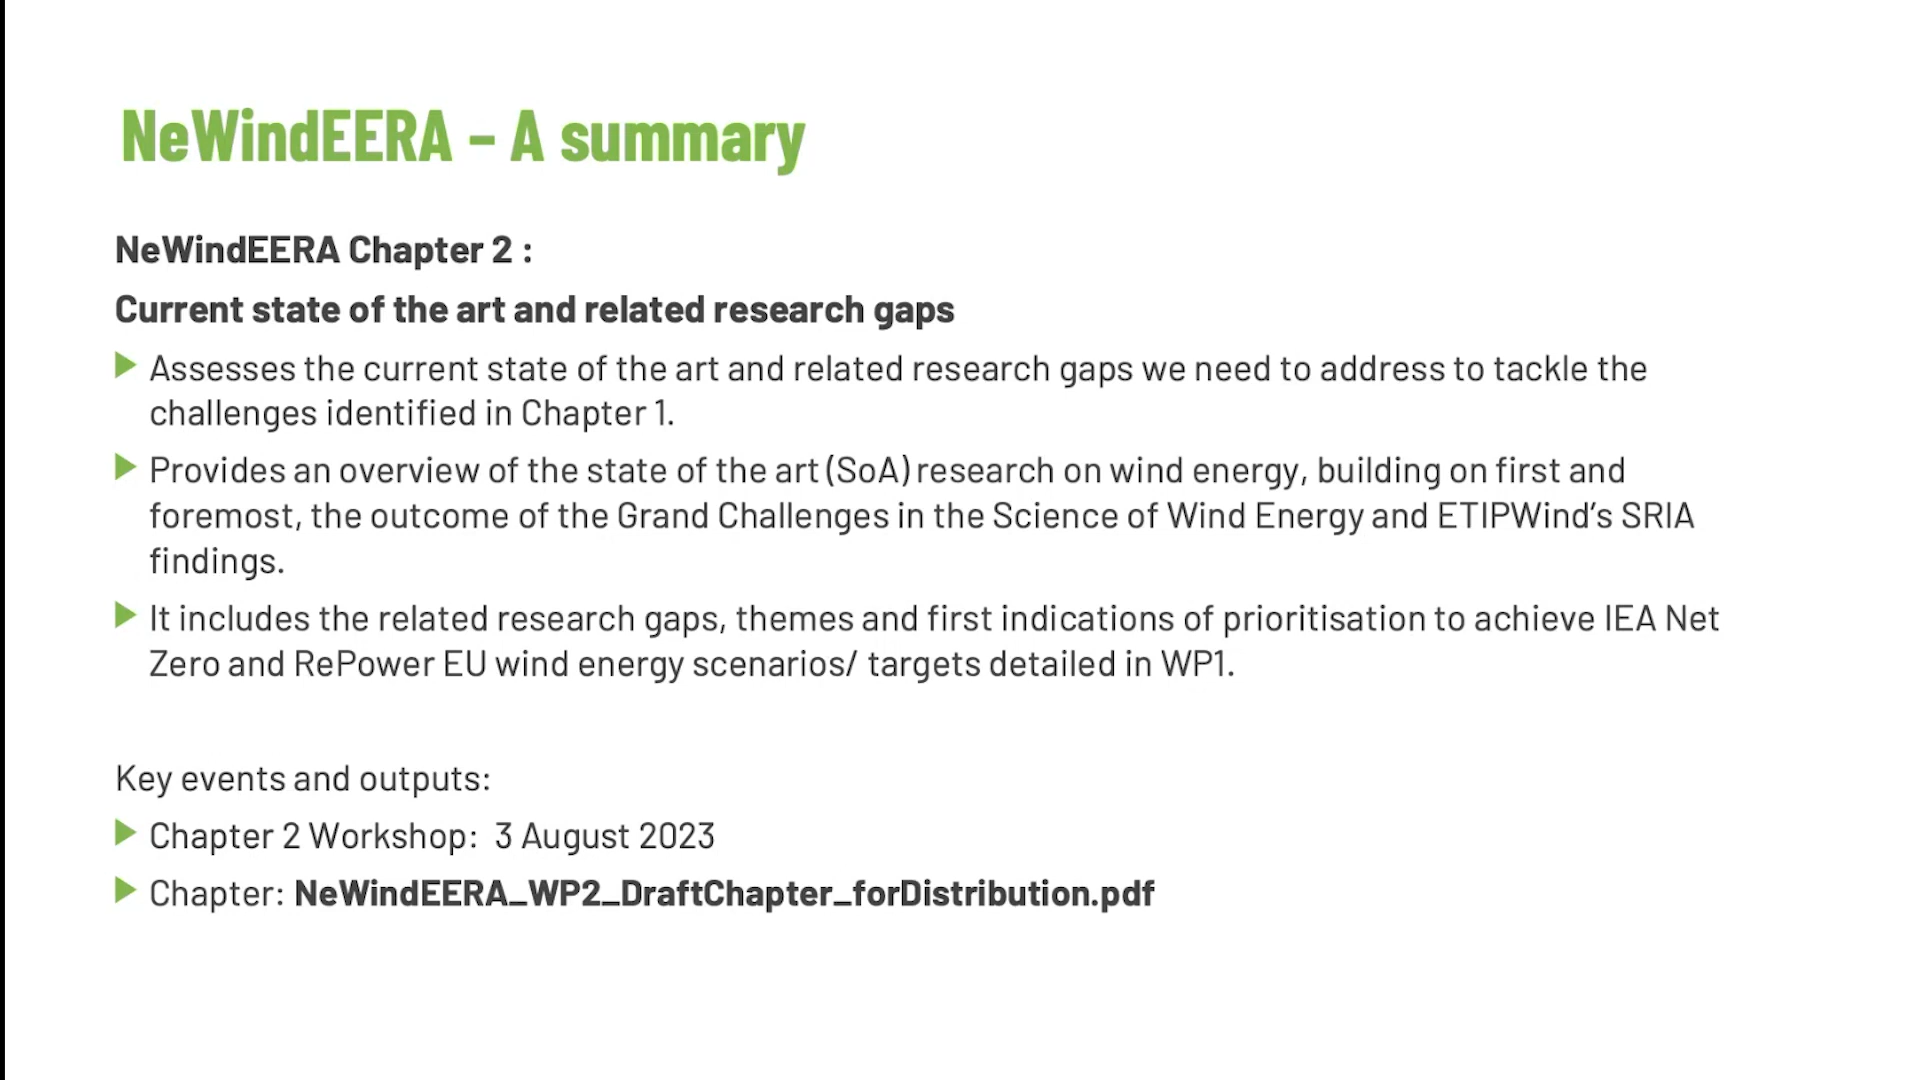 NeWindEERA – A summary
NeWindEERA Chapter 2 :
Current state of the art and related research gaps
Assesses the current state of the art and related research gaps we need to address to tackle the
challenges identified in Chapter 1.
Provides an overview of the state of the art (SoA) research on wind energy, building on first and
foremost, the outcome of the Grand Challenges in the Science of Wind Energy and ETIPWind’s SRIA
findings.
It includes the related research gaps, themes and first indications of prioritisation to achieve IEA Net
Zero and RePower EU wind energy scenarios/ targets detailed in WP1.
Key events and outputs:
Chapter 2 Workshop:  3 August 2023
Chapter: NeWindEERA_WP2_DraftChapter_forDistribution.pdf